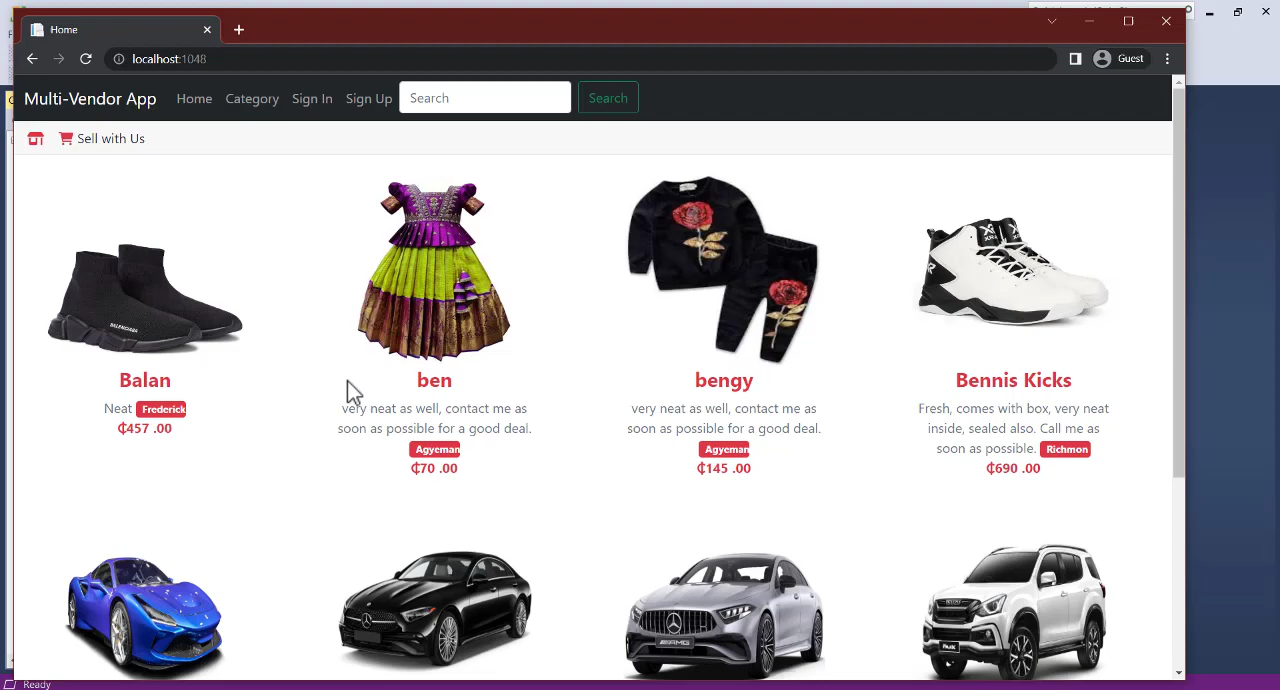 Home
localhost:1048
Guest
Multi-Vendor App Home Category Sign In Sign Up Search Search
Sell with Us
BALENCIAGA
Balan
Neat Frederick
₵457 .00
ben
very neat as well, contact me as
soon as possible for a good deal.
Agyeman
₵70 .00
bengy
very neat as well, contact me as
soon as possible for a good deal.
Agyeman
₵145 .00
Bennis Kicks
Fresh, comes with box, very neat
inside, sealed also. Call me as
soon as possible. Richmon
₵690 .00
AMG
Ready